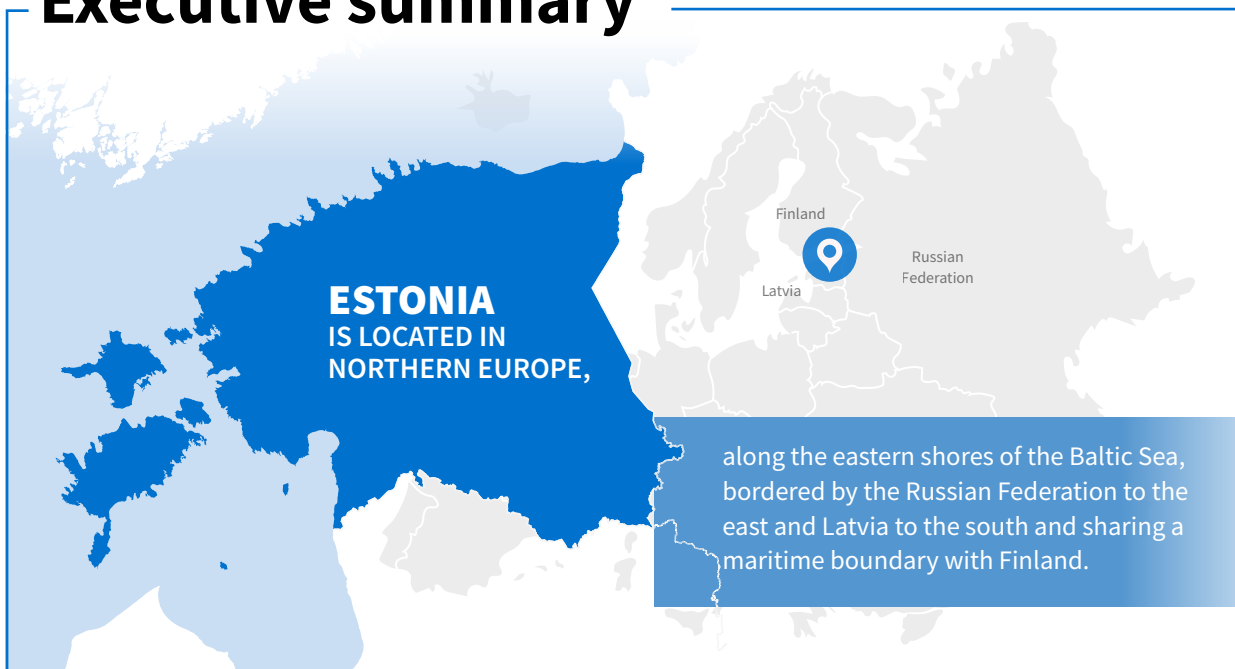 Executive summary
ESTONIA
IS LOCATED IN
NORTHERN EUROPE,
Finland
Latvia
Russian
Federation
along the eastern shores of the Baltic Sea,
bordered by the Russian Federation to the
east and Latvia to the south and sharing a
maritime boundary with Finland.